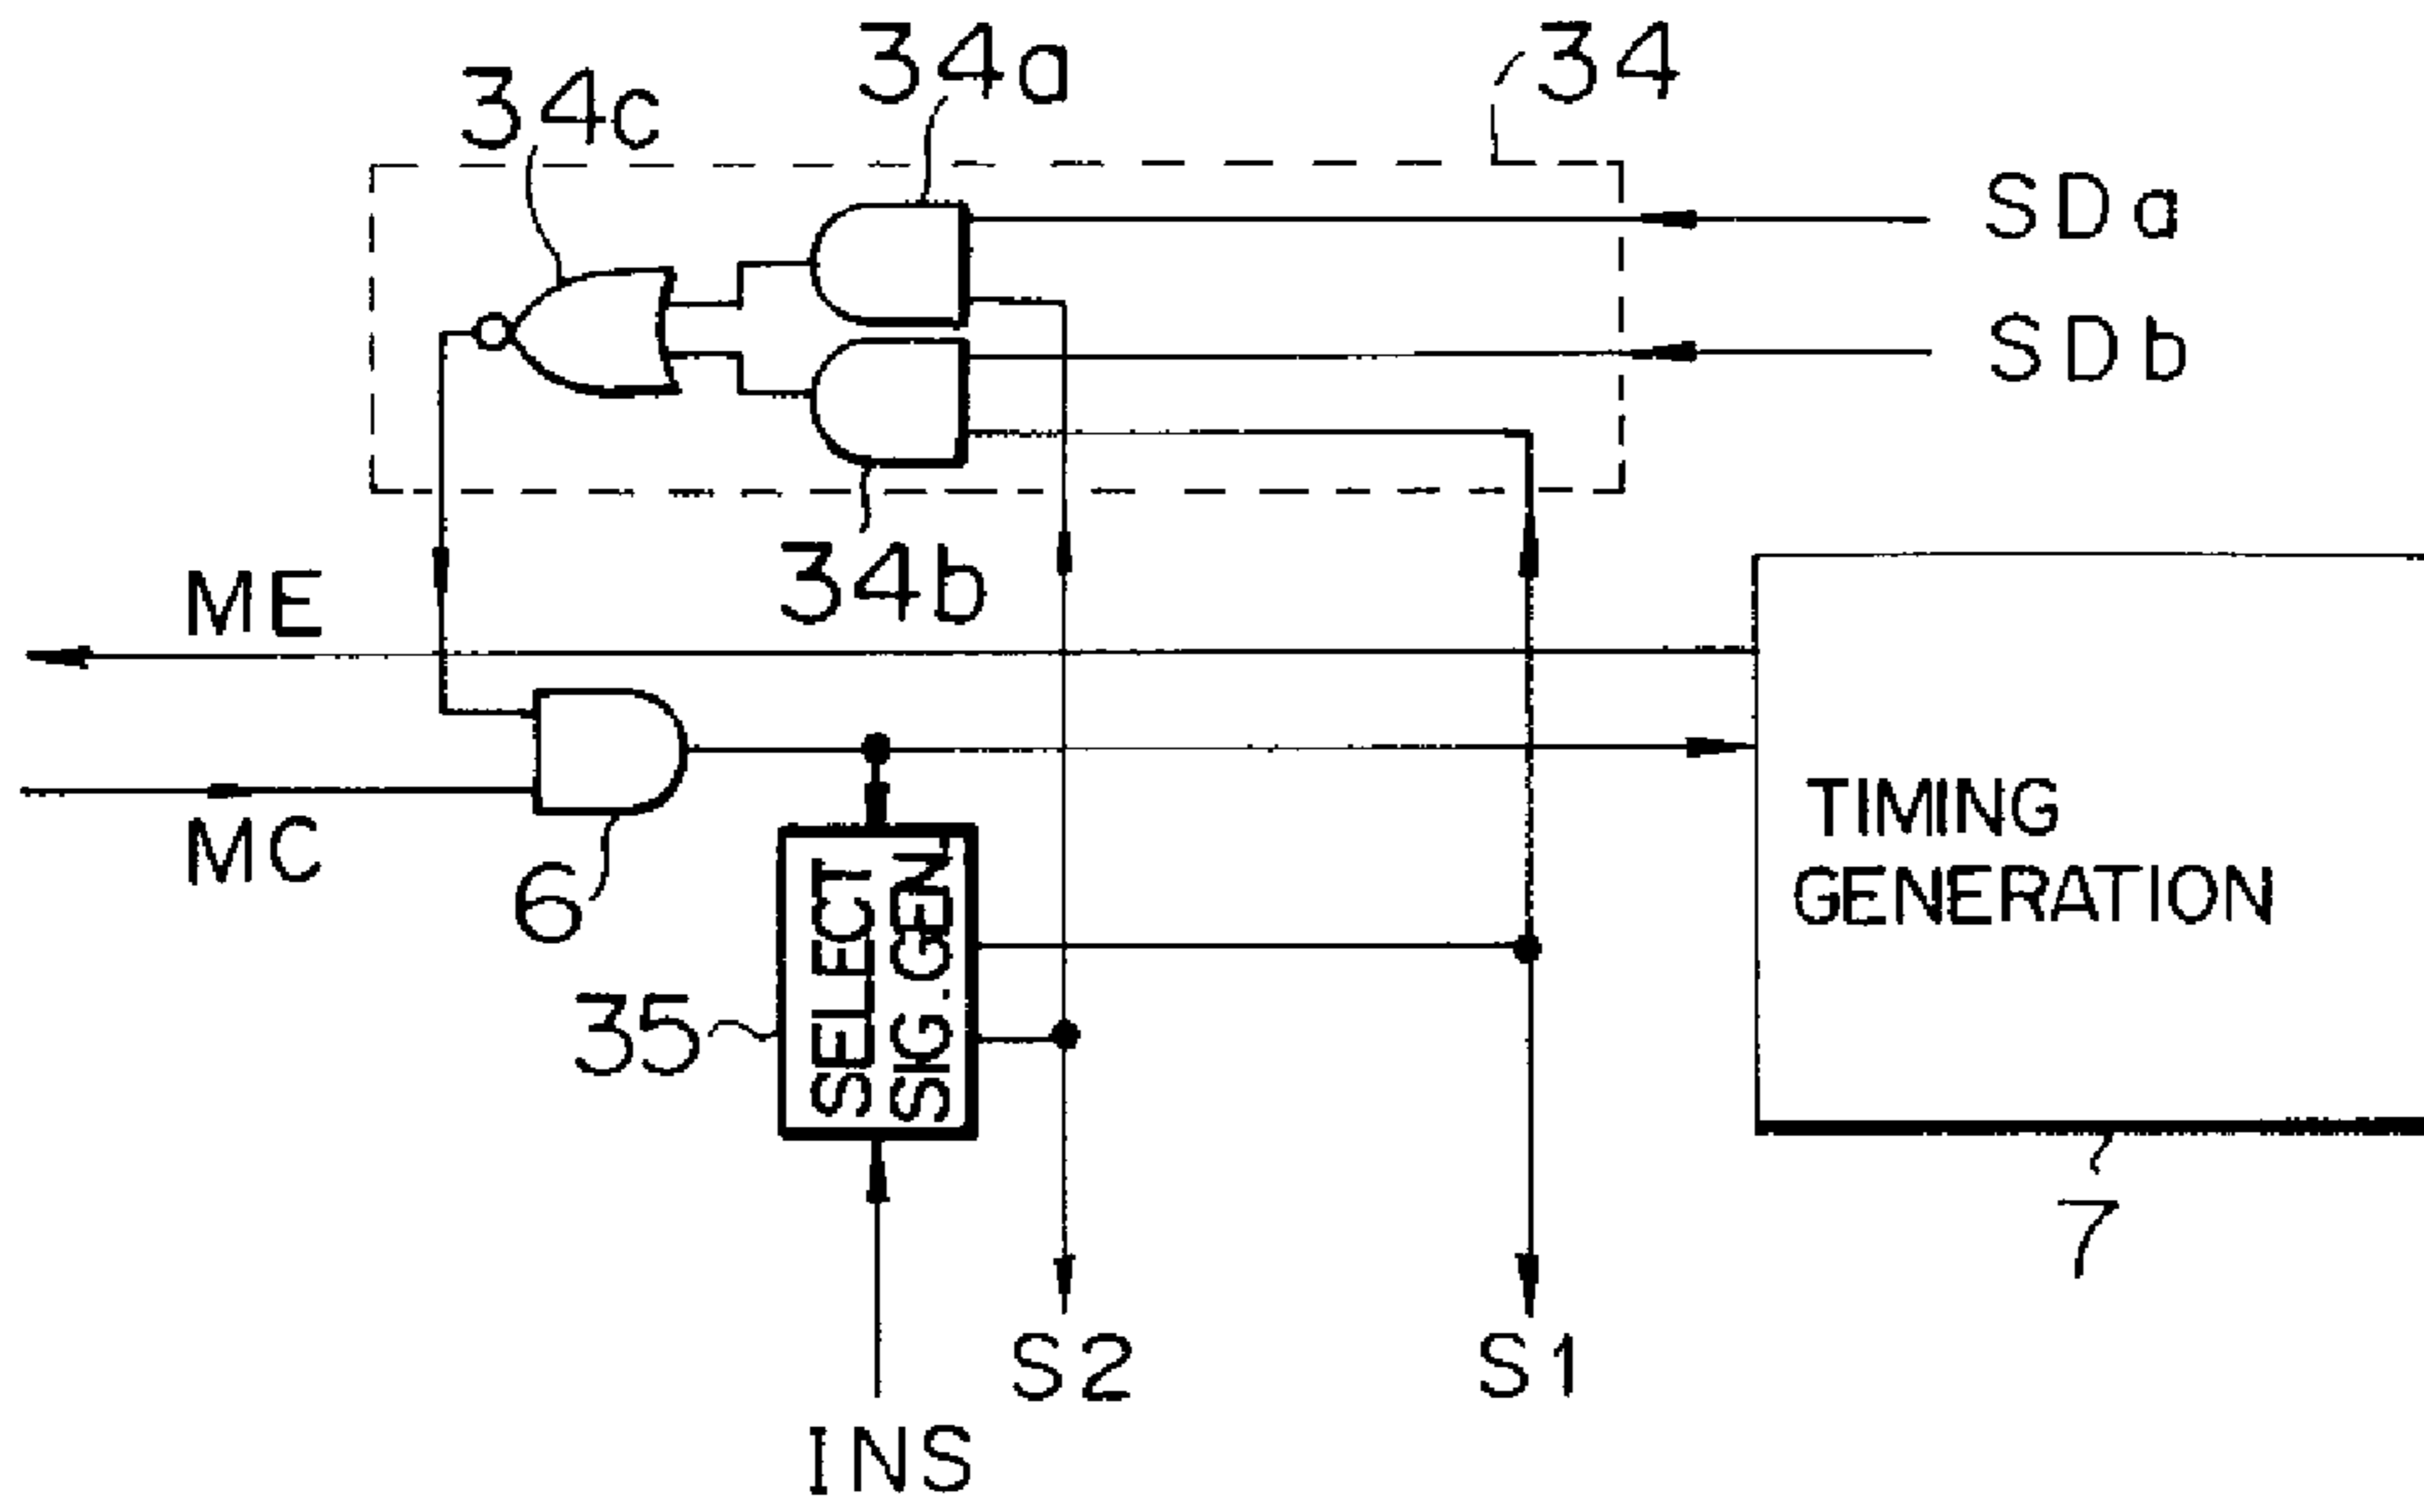 34a
34
34c
SDa
SDb
34b
ME
MC
6
TIMING
GENERATION
SELECT
SIG.GEN
35
7
S2
S1
INS